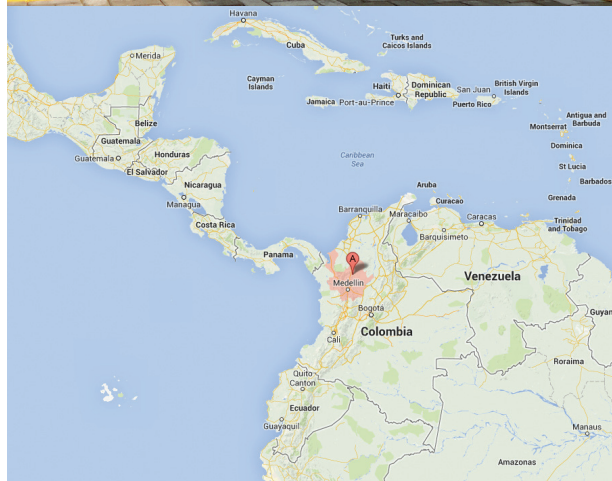 Havana
Cuba
Turks and
Caicos Islands
Merida
Cayman
Islands
Haiti
Dominican
Republic
San Juan
British Virgin
Islands
Jamaica
Port-au-Prince
Puerto Rico
Belize
Antigua and
Barbuda
Montserrat
Guatemala
Guatemala
Honduras
Caribbean
Sea
Dominica
El Salvador
St Lucia
Nicaragua
Managua
Aruba
Curacao
Barbados
Grenada
Barranquilla
Maracaibo
Caracas
Trinidad
and Tobago
Costa Rica
Barquisimeto
Panama
A
Medellin
Venezuela
Bogotá
Guyan
Colombia
Cali
Roraima
Quito
Canton
Ecuador
Guayaquil
Manaus
Amazonas